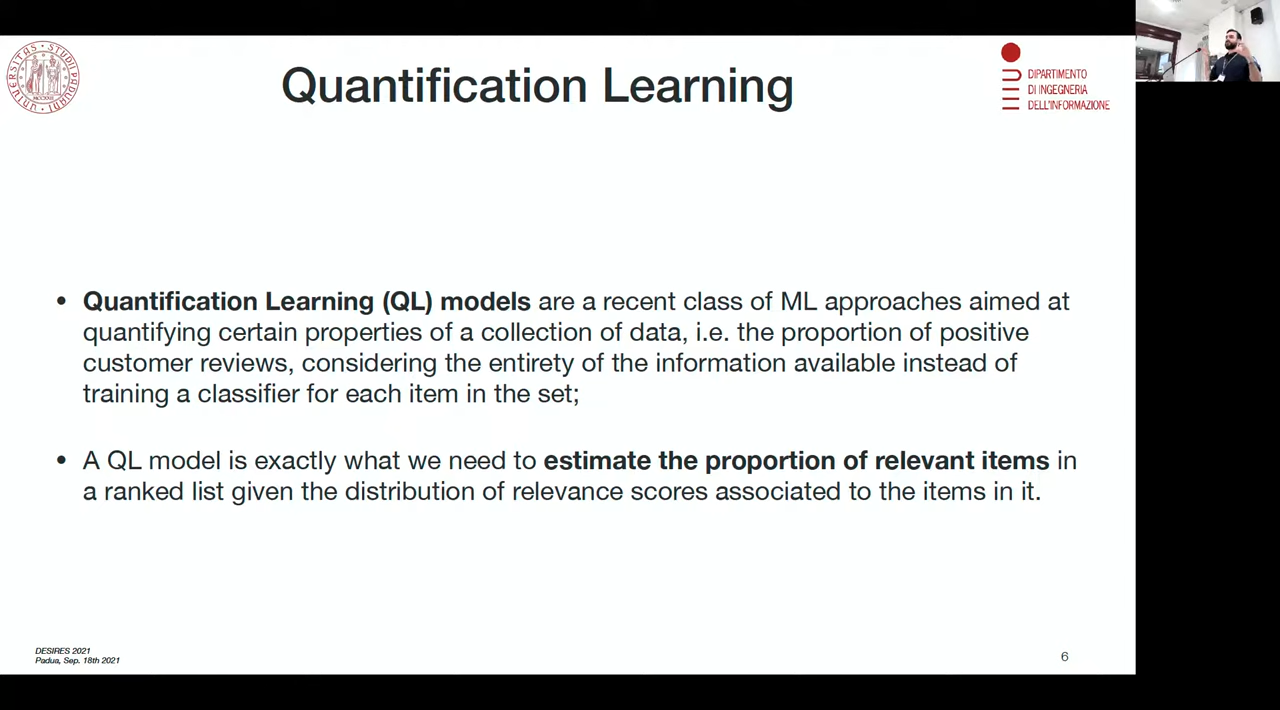 Quantification Learning
UNIVERSITAS STUDII PADUANI
MCCXXII
DIPARTIMENTO
DI INGEGNERIA
DELL'INFORMAZIONE
• Quantification Learning (QL) models are a recent class of ML approaches aimed at
quantifying certain properties of a collection of data, i.e. the proportion of positive
customer reviews, considering the entirety of the information available instead of
training a classifier for each item in the set;
• A QL model is exactly what we need to estimate the proportion of relevant items in
a ranked list given the distribution of relevance scores associated to the items in it.
DESIRES 2021
Padua, Sep. 18th 2021
6